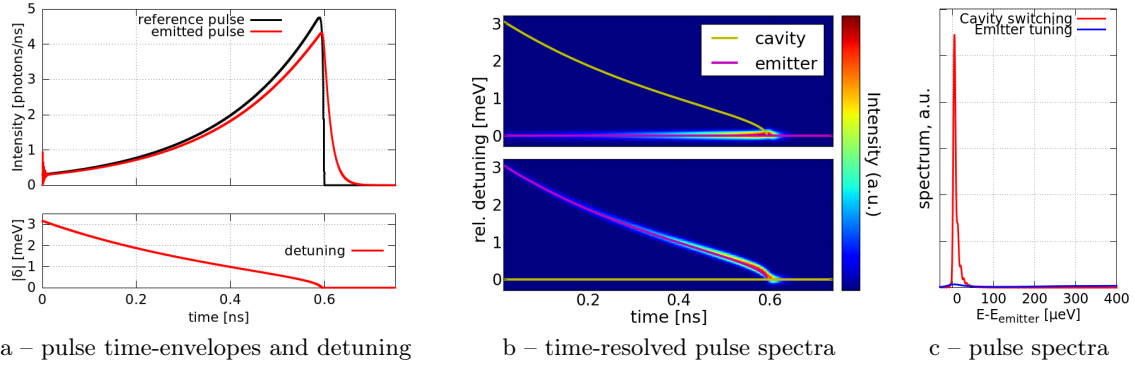 5
4
3
2
1
0
Intensity [photons/ns]
reference pulse
emitted pulse
3
2
1
0
|δ| [meV]
detuning
0
0.2
0.4
0.6
time [ns]
a – pulse time-envelopes and detuning
3
2
1
0
cavity
emitter
rel. detuning [meV]
3
2
1
0
0.2
0.4
0.6
time [ns]
Intensity (a.u.)
b – time-resolved pulse spectra
Cavity switching
Emitter tuning
spectrum, a.u.
0
100
200
300
400
E-Eemitter [µeV]
c – pulse spectra